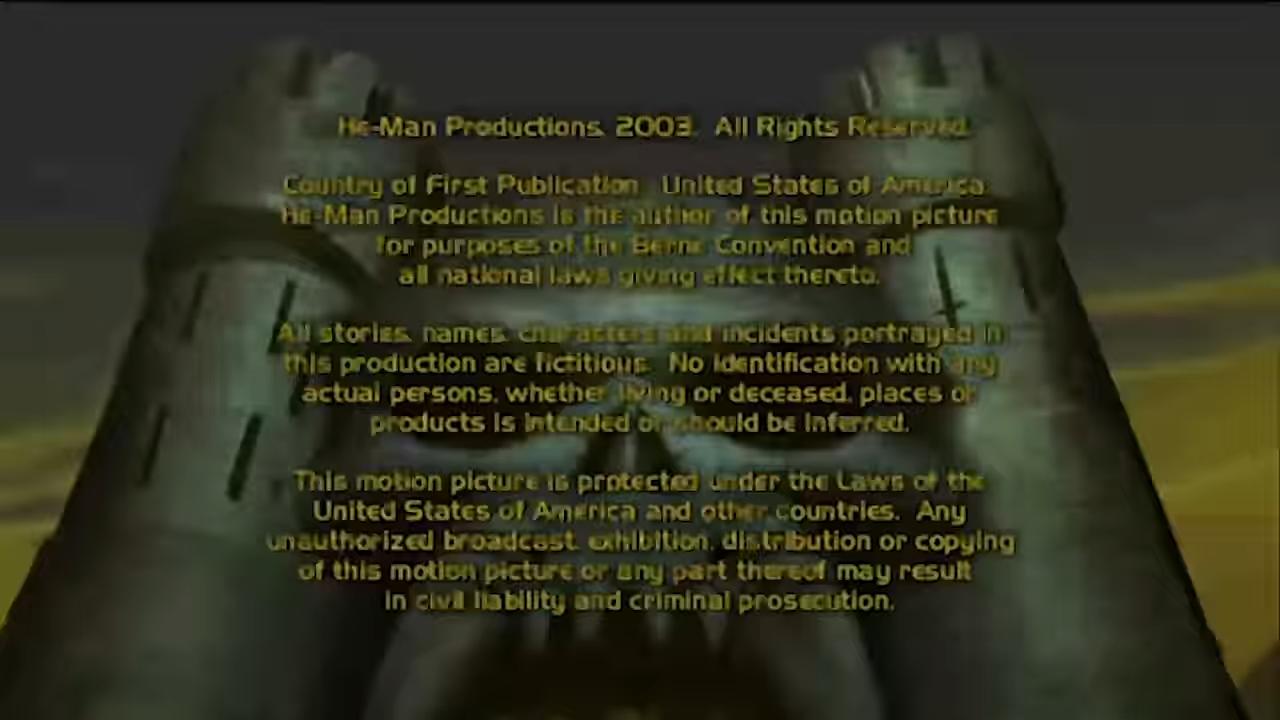 He-Man Productions. 2003. All Rights Reserved.
Country of First Publication United States of America
He-Man Productions is the author of this motion picture
for purposes of the Berne Convention and
all national laws giving effect thereto.
All stories, names, characters and incidents portrayed in
this production are fictitious. No identification with any
actual persons, whether living or deceased, places or
products is intended or should be inferred.
This motion picture is protected under the Laws of the
United States of America and other countries. Any
unauthorized broadcast, exhibition, distribution or copying
of this motion picture or any part thereof may result
in civil liability and criminal prosecution.